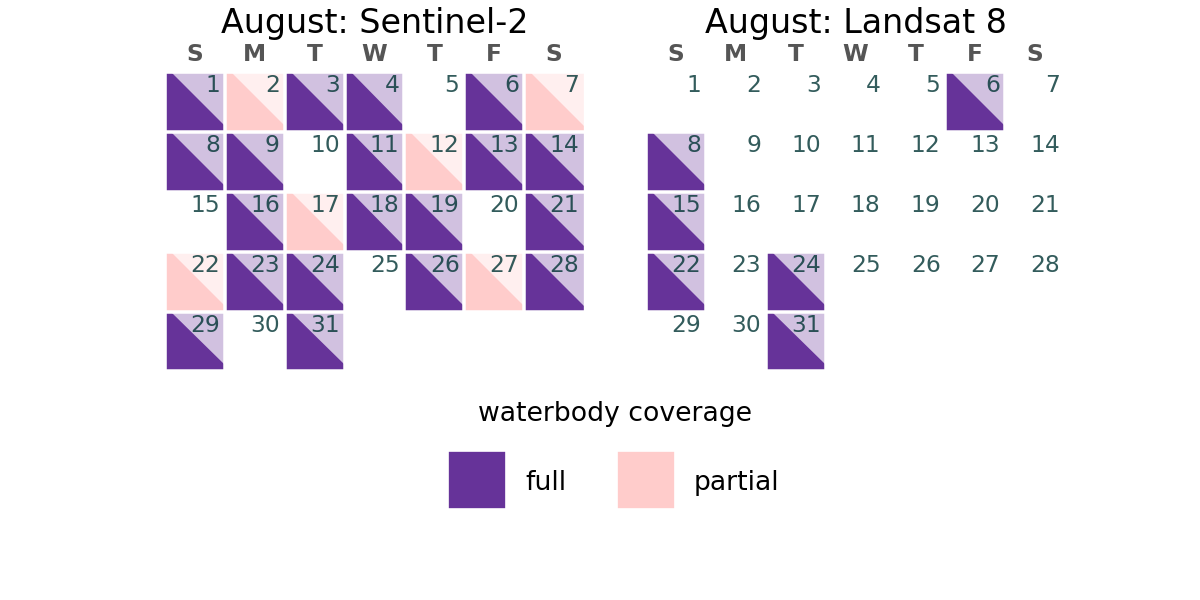 August: Sentinel-2
S M T W T F S
1 2 3 4 5 6 7
8 9 10 11 12 13 14
15 16 17 18 19 20 21
22 23 24 25 26 27 28
29 30 31
August: Landsat 8
S M T W T F S
1 2 3 4 5 6 7
8 9 10 11 12 13 14
15 16 17 18 19 20 21
22 23 24 25 26 27 28
29 30 31
waterbody coverage
full partial